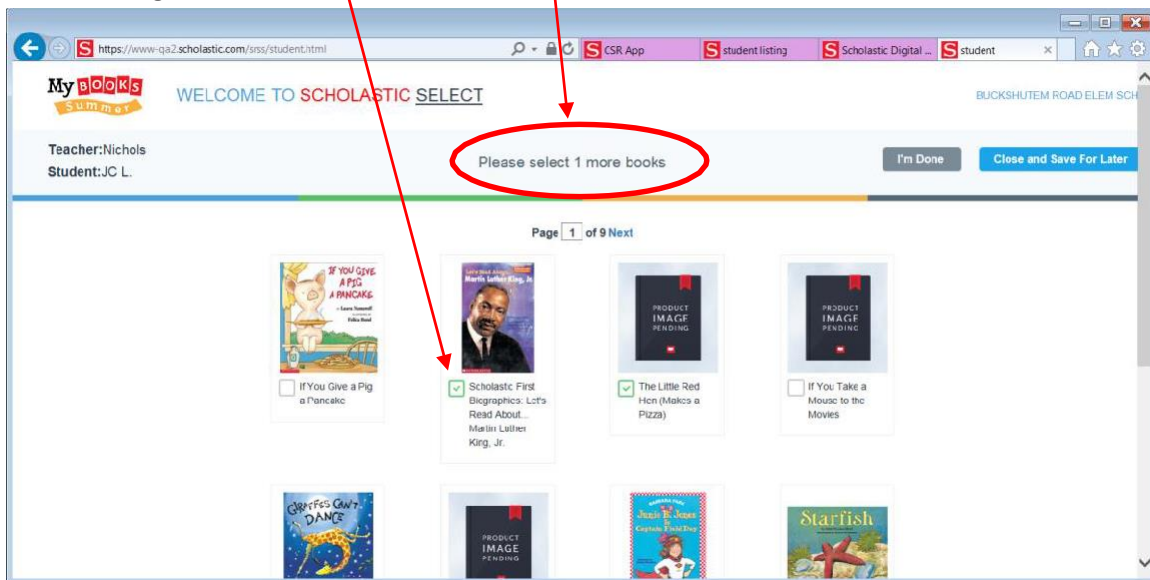 https://www-qa2.scholastic.com/srss/student.html
CSR App
student listing
Scholastic Digital ...
student
My BOOKS
Summer
WELCOME TO SCHOLASTIC SELECT
BUCKSHUTEM ROAD ELEM SCH
Teacher:Nichols
Student:JC L.
Please select 1 more books
I'm Done
Close and Save For Later
Page 1 of 9 Next
IF YOU GIVE
A PIG
A PANCAKE
Martin Luther King, Jr.
PRODUCT
IMAGE
PENDING
PRODUCT
IMAGE
PENDING
If You Give a Pig
a Pancake
Scholastic First
Biographies: Let's
Read About...
Martin Luther
King, Jr.
The Little Red
Hen (Makes a
Pizza)
If You Take a
Mouse to the
Movies
GIRAFFES CAN'T
DANCE
PRODUCT
IMAGE
PENDING
Junie B. Jones
is
Captain Field Day
Starfish